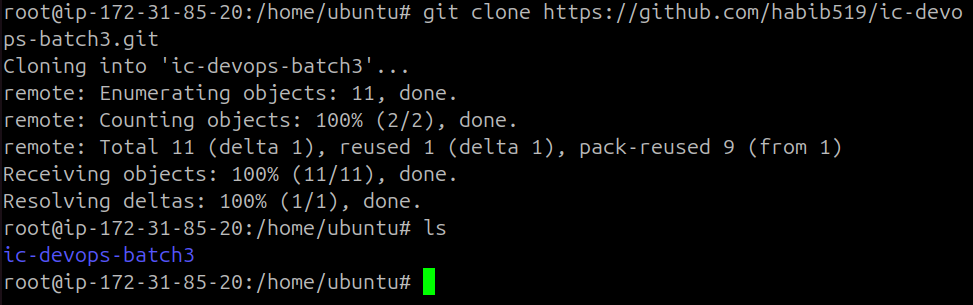 root@ip-172-31-85-20:/home/ubuntu# git clone https://github.com/habib519/ic-devo
ps-batch3.git
Cloning into 'ic-devops-batch3'...
remote: Enumerating objects: 11, done.
remote: Counting objects: 100% (2/2), done.
remote: Total 11 (delta 1), reused 1 (delta 1), pack-reused 9 (from 1)
Receiving objects: 100% (11/11), done.
Resolving deltas: 100% (1/1), done.
root@ip-172-31-85-20:/home/ubuntu# ls
ic-devops-batch3
root@ip-172-31-85-20:/home/ubuntu#